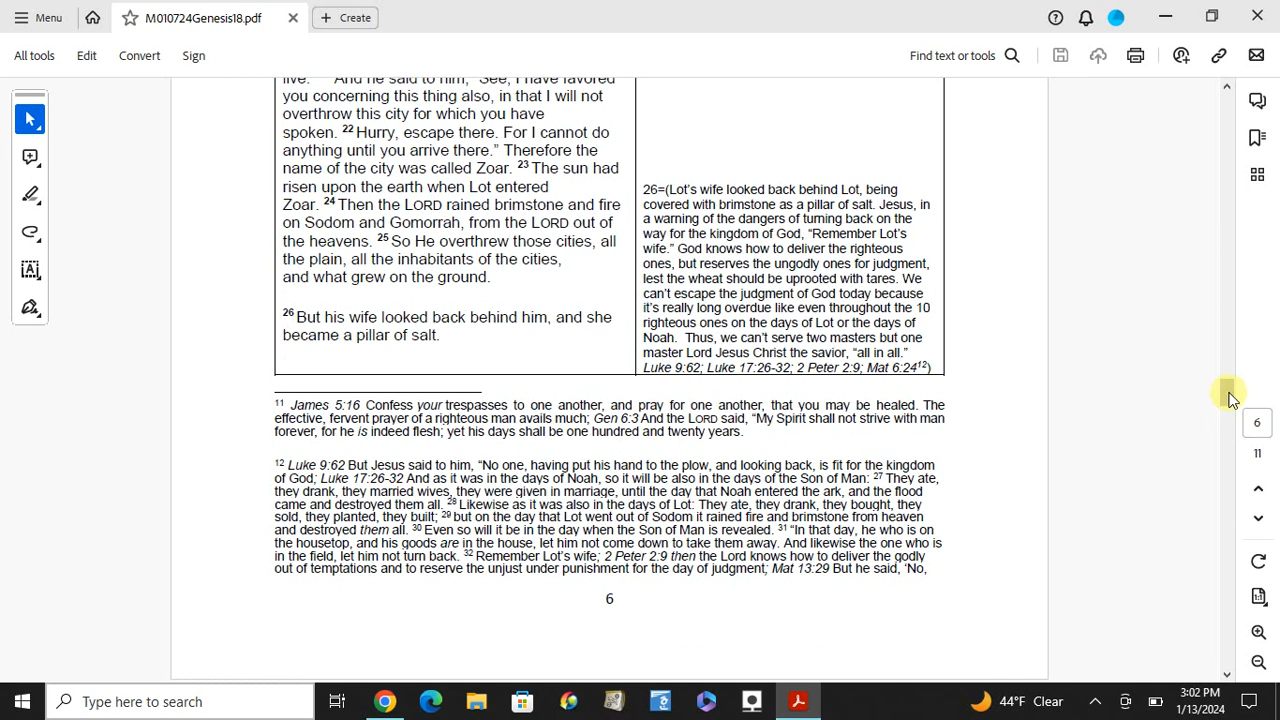 Menu
M010724Genesis18.pdf
Create
All tools
Edit
Convert
Sign
Find text or tools
live." And he said to him, "See, I have favored
you concerning this thing also, in that I will not
overthrow this city for which you have
spoken. 22 Hurry, escape there. For I cannot do
anything until you arrive there." Therefore the
name of the city was called Zoar. 23 The sun had
risen upon the earth when Lot entered
Zoar. 24 Then the LORD rained brimstone and fire
on Sodom and Gomorrah, from the LORD out of
the heavens. 25 So He overthrew those cities, all
the plain, all the inhabitants of the cities,
and what grew on the ground.
26 But his wife looked back behind him, and she
became a pillar of salt.
26=(Lot's wife looked back behind Lot, being
covered with brimstone as a pillar of salt. Jesus, in
a warning of the dangers of turning back on the
way for the kingdom of God, "Remember Lot's
wife." God knows how to deliver the righteous
ones, but reserves the ungodly ones for judgment,
lest the wheat should be uprooted with tares. We
can't escape the judgment of God today because
it's really long overdue like even throughout the 10
righteous ones on the days of Lot or the days of
Noah. Thus, we can't serve two masters but one
master Lord Jesus Christ the savior, "all in all."
Luke 9:62; Luke 17:26-32; 2 Peter 2:9; Mat 6:24 12)
11 James 5:16 Confess your trespasses to one another, and pray for one another, that you may be healed. The
effective, fervent prayer of a righteous man avails much; Gen 6:3 And the LORD said, "My Spirit shall not strive with man
forever, for he is indeed flesh; yet his days shall be one hundred and twenty years.
12 Luke 9:62 But Jesus said to him, "No one, having put his hand to the plow, and looking back, is fit for the kingdom
of God; Luke 17:26-32 And as it was in the days of Noah, so it will be also in the days of the Son of Man: 27 They ate,
they drank, they married wives, they were given in marriage, until the day that Noah entered the ark, and the flood
came and destroyed them all. 28 Likewise as it was also in the days of Lot: They ate, they drank, they bought, they
sold, they planted, they built; 29 but on the day that Lot went out of Sodom it rained fire and brimstone from heaven
and destroyed them all. 30 Even so will it be in the day when the Son of Man is revealed. 31 "In that day, he who is on
the housetop, and his goods are in the house, let him not come down to take them away. And likewise the one who is
in the field, let him not turn back. 32 Remember Lot's wife; 2 Peter 2:9 then the Lord knows how to deliver the godly
out of temptations and to reserve the unjust under punishment for the day of judgment; Mat 13:29 But he said, 'No,
6
6
11
1:1
Type here to search
44°F Clear
3:02 PM
1/13/2024